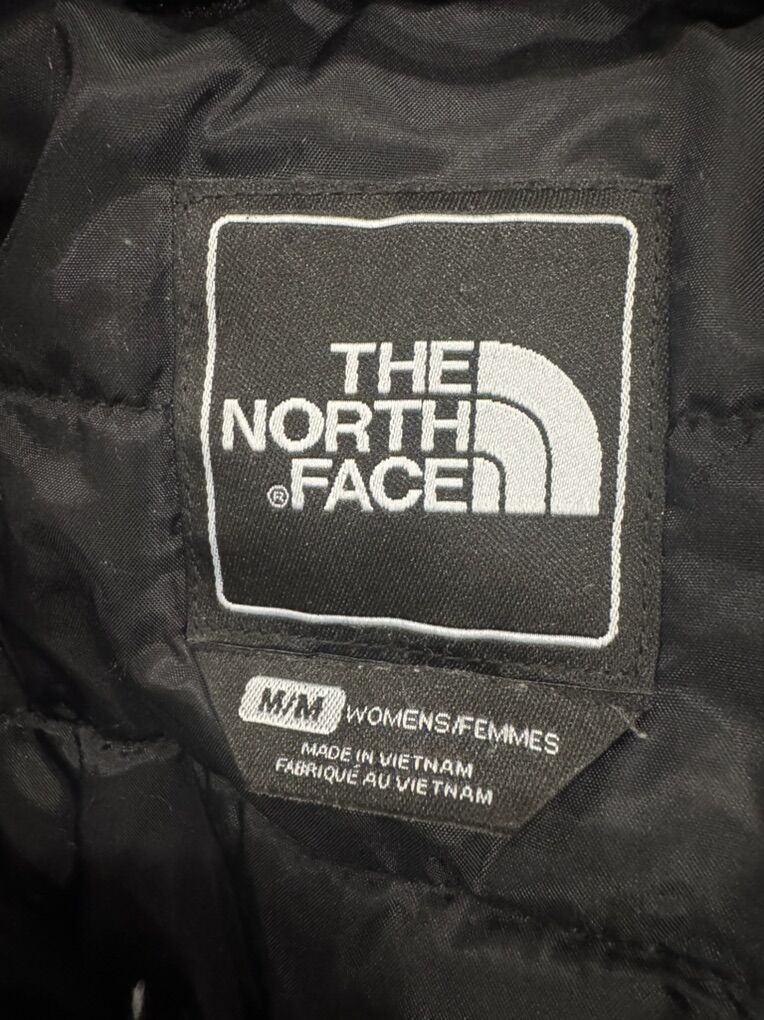 THE
NORTH
®FACE
M/M WOMENS/FEMMES
MADE IN VIETNAM
FABRIQUÉ AU VIETNAM